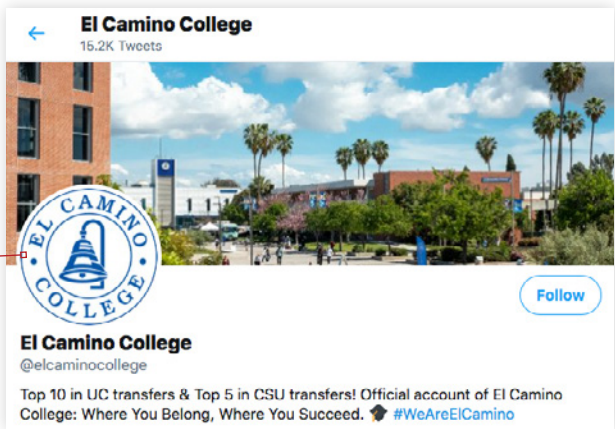 El Camino College
15.2K Tweets
EL CAMINO
COLLEGE
Follow
El Camino College
@elcaminocollege
Top 10 in UC transfers & Top 5 in CSU transfers! Official account of El Camino
College: Where You Belong, Where You Succeed. 🎓 #WeAreElCamino